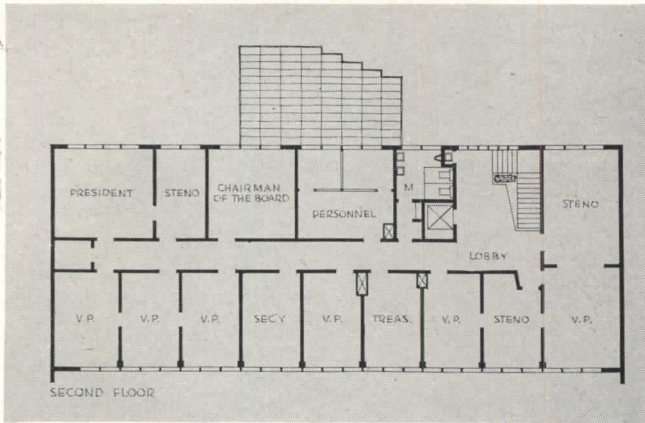 PRESIDENT
STENO
CHAIRMAN
OF THE BOARD
PERSONNEL
M
STENO
LOBBY
V.P.
V.P.
V.P.
SEC'Y
V.P.
TREAS.
V.P.
STENO
V.P.
SECOND FLOOR